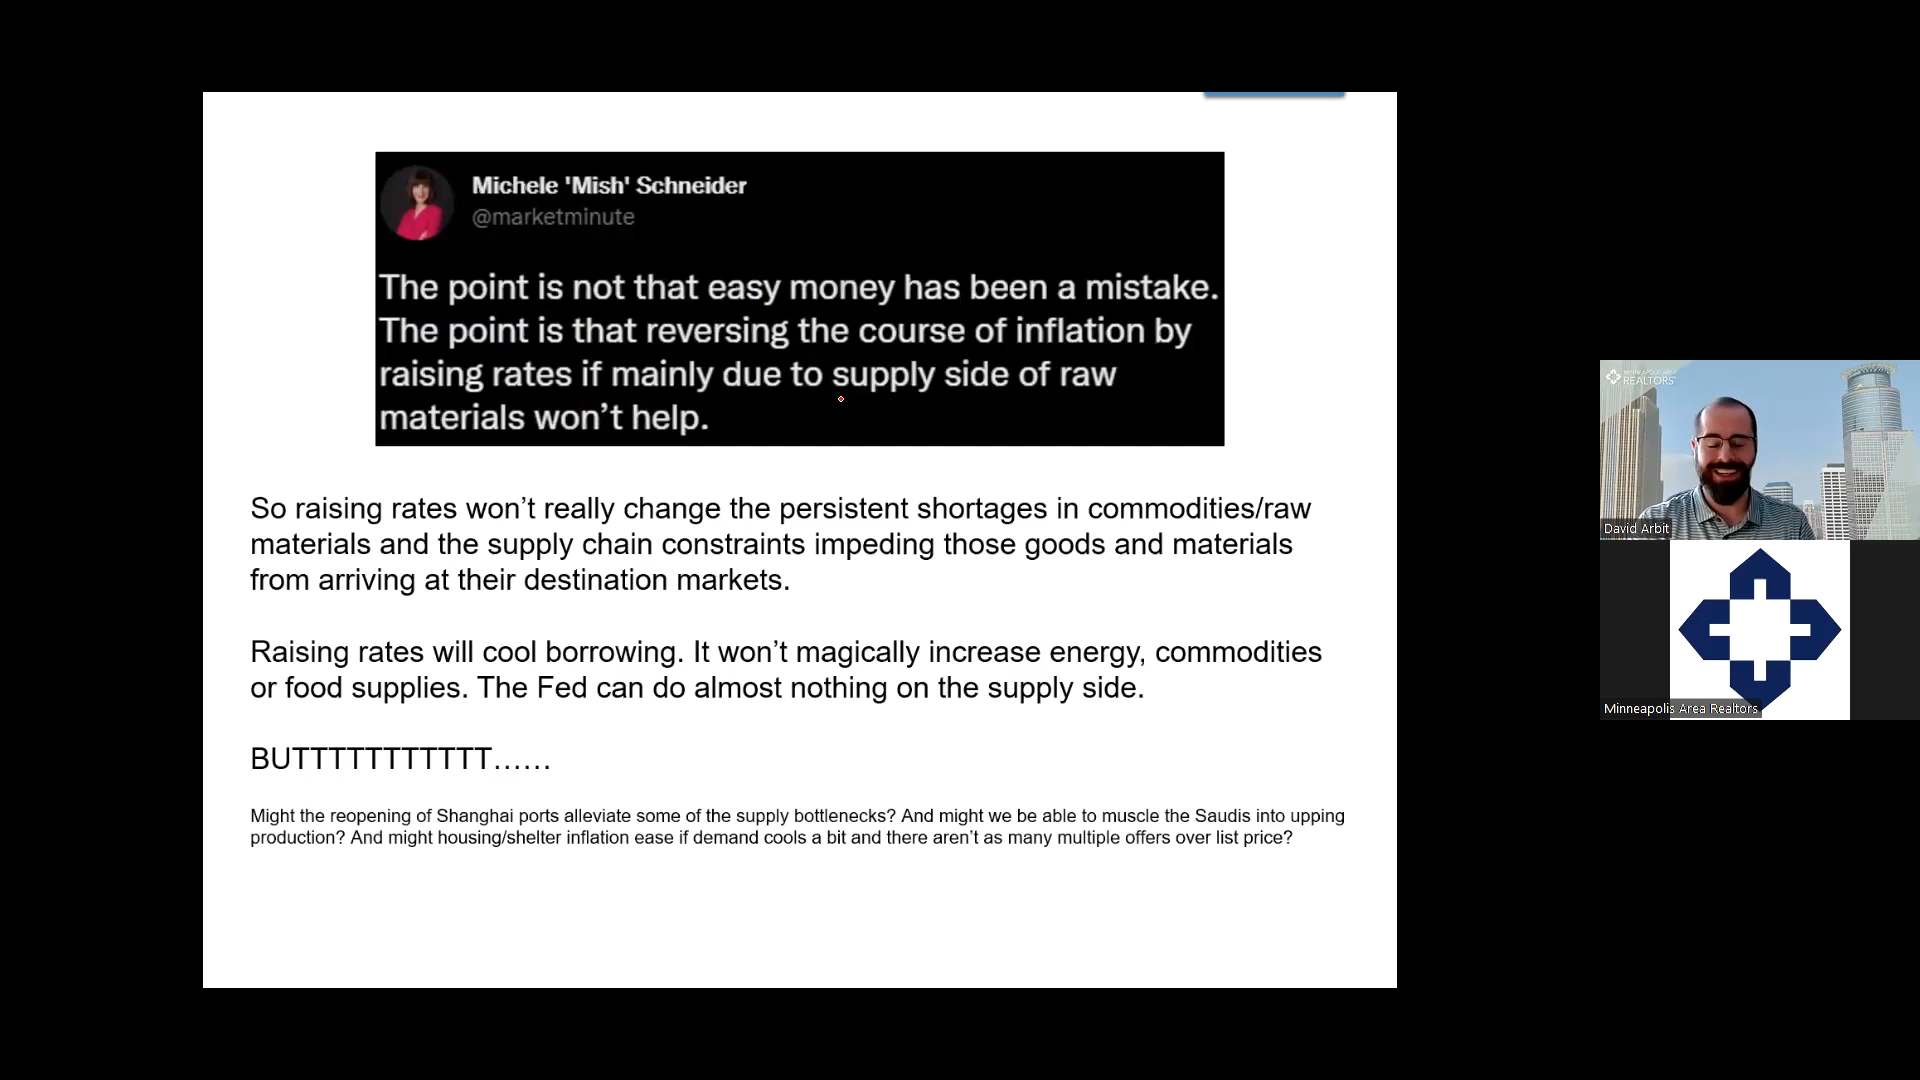 Michele 'Mish' Schneider
@marketminute
The point is not that easy money has been a mistake.
The point is that reversing the course of inflation by
raising rates if mainly due to supply side of raw
materials won’t help.
So raising rates won’t really change the persistent shortages in commodities/raw
materials and the supply chain constraints impeding those goods and materials
from arriving at their destination markets.
Raising rates will cool borrowing. It won’t magically increase energy, commodities
or food supplies. The Fed can do almost nothing on the supply side.
BUTTTTTTTTTTT……
Might the reopening of Shanghai ports alleviate some of the supply bottlenecks? And might we be able to muscle the Saudis into upping
production? And might housing/shelter inflation ease if demand cools a bit and there aren’t as many multiple offers over list price?
MINNEAPOLIS AREA
REALTORS
David Arbit
Minneapolis Area Realtors